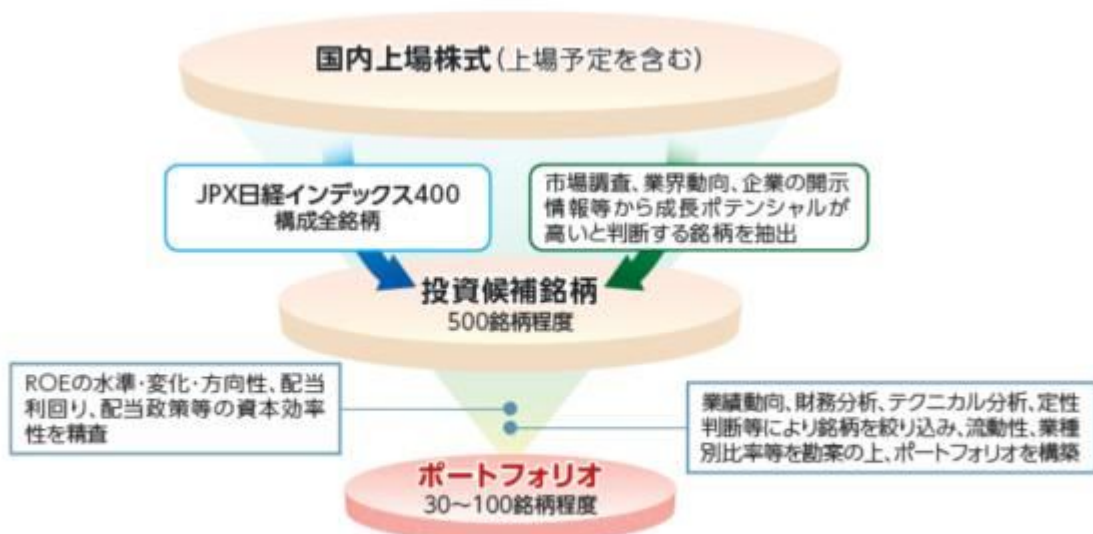 国内上場株式(上場予定を含む)
JPX日経インデックス400
構成全銘柄
市場調査、業界動向、企業の開示
情報等から成長ポテンシャルが
高いと判断する銘柄を抽出
投資候補銘柄
500銘柄程度
ROEの水準・変化・方向性、配当
利回り、配当政策等の資本効率
性を精査
業績動向、財務分析、テクニカル分析、定性
判断等により銘柄を絞り込み、流動性、業種
別比率等を勘案の上、ポートフォリオを構築
ポートフォリオ
30〜100銘柄程度